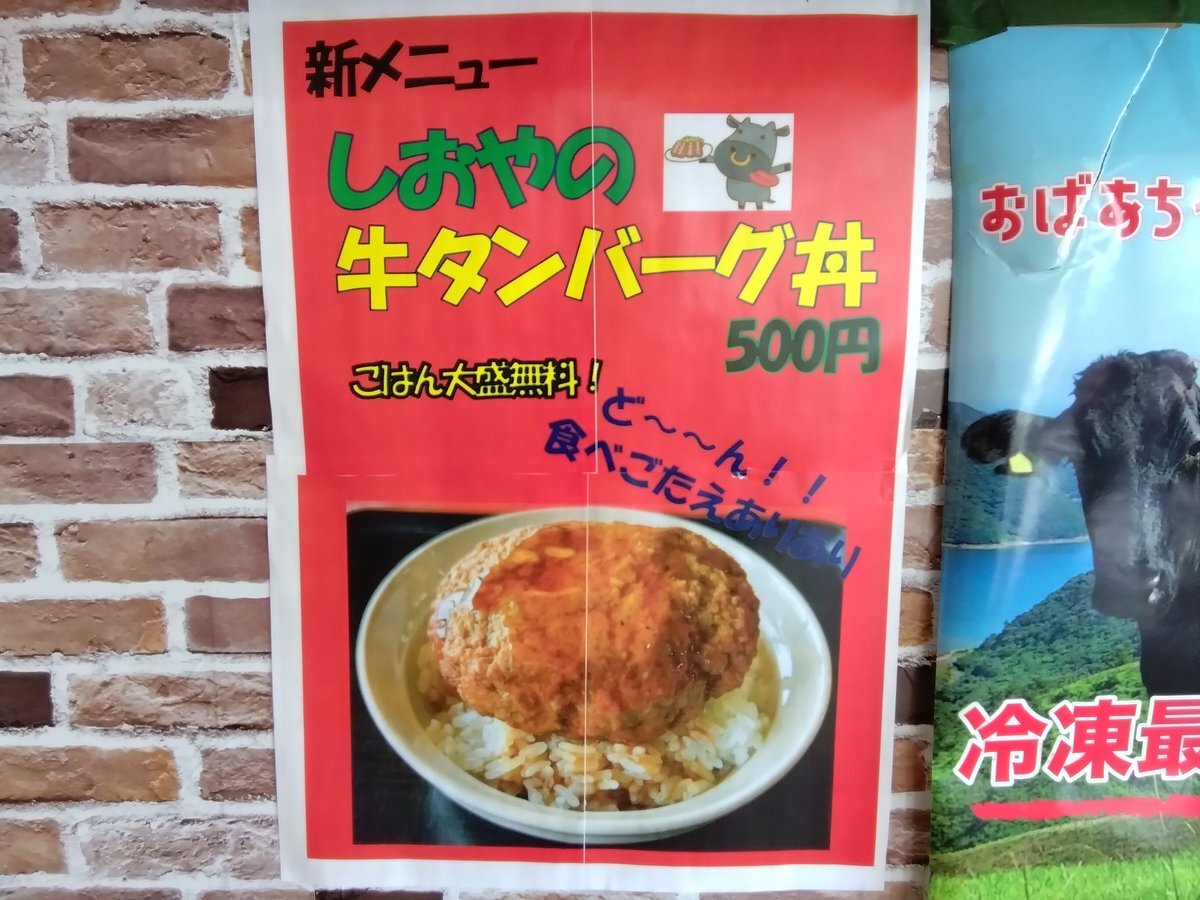 新メニュー
しおやの
牛タンバーグ丼
500円
ごはん大盛無料！
ど～～ん！！
食べごたえありあり
おばあち
冷凍最